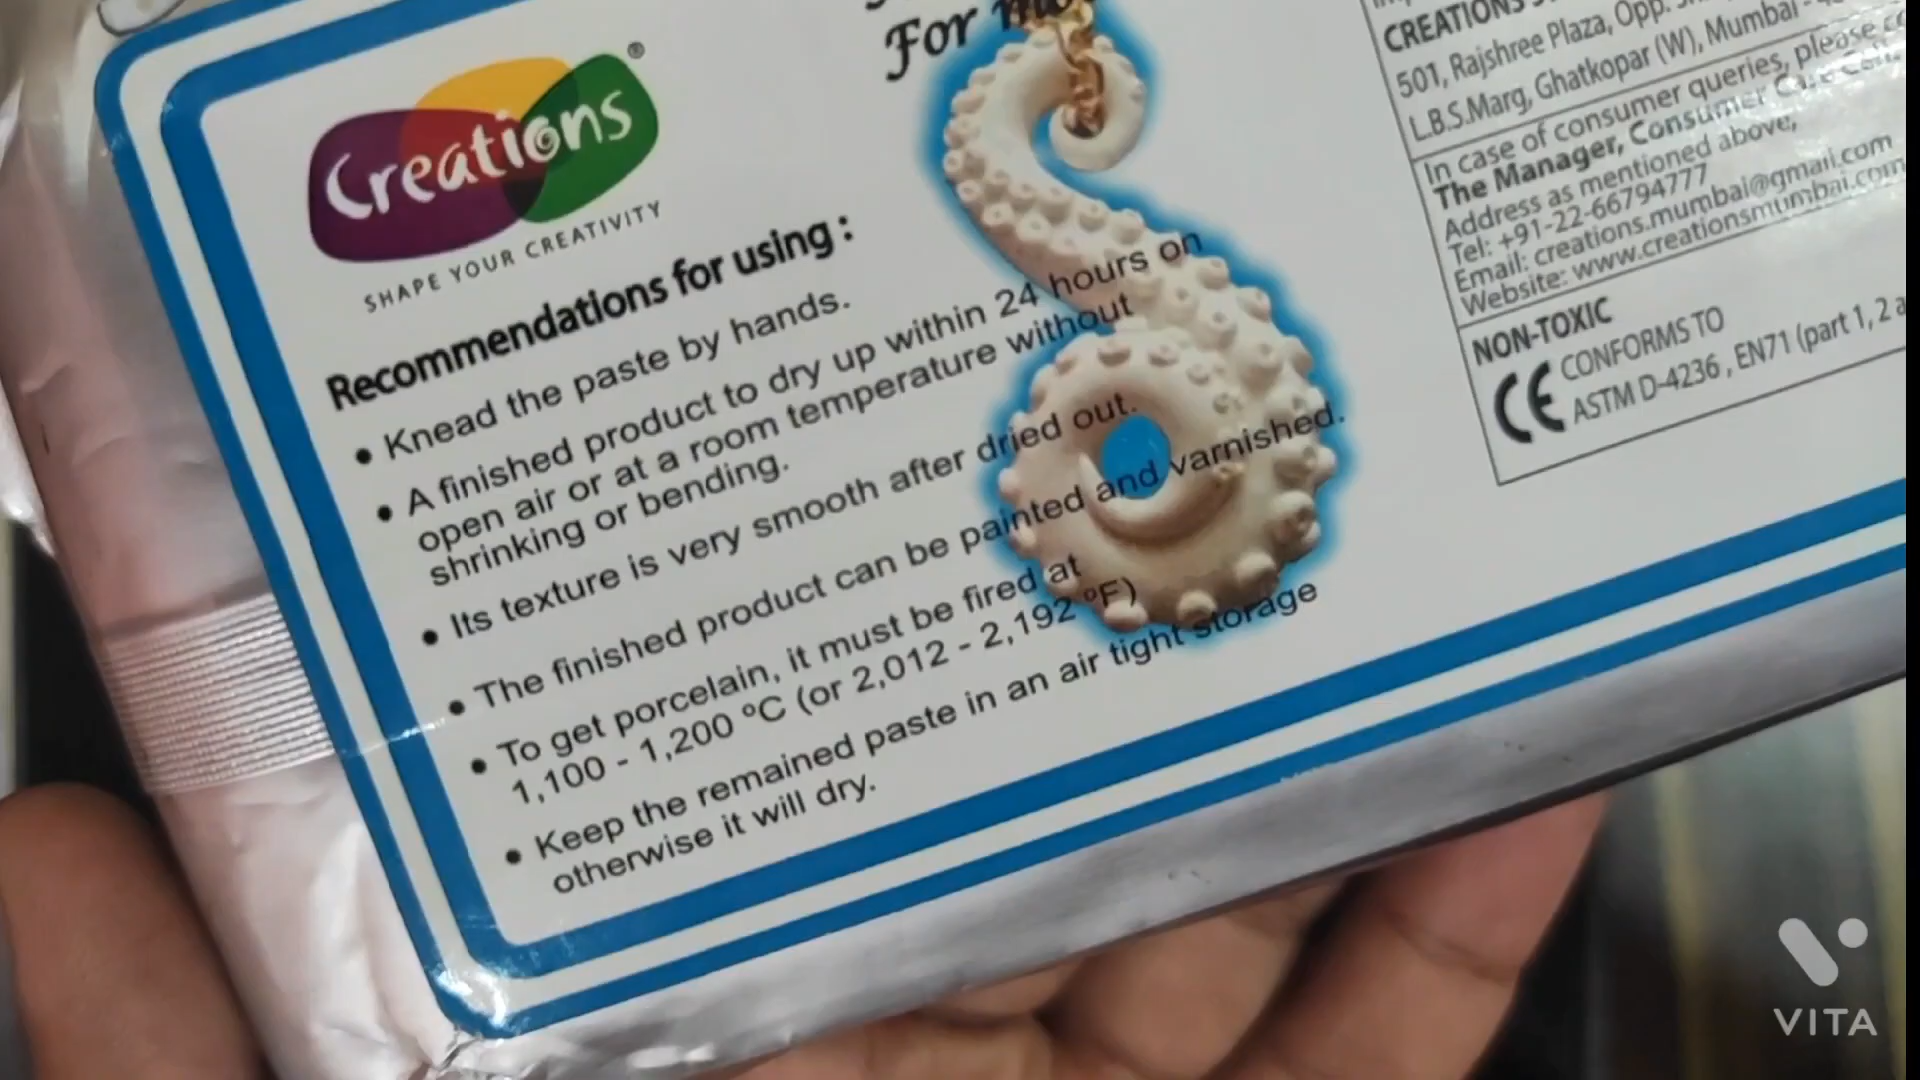 Creations®
SHAPE YOUR CREATIVITY
Recommendations for using :
• Knead the paste by hands.
• A finished product to dry up within 24 hours on
open air or at a room temperature without
shrinking or bending.
• Its texture is very smooth after dried out.
• The finished product can be painted and varnished.
• To get porcelain, it must be fired at
1,100 - 1,200 ºC (or 2,012 - 2,192 ºF)
• Keep the remained paste in an air tight storage
otherwise it will dry.
For
CREATIONS
501, Rajshree Plaza, Opp.
L.B.S.Marg, Ghatkopar (W), Mumbai -
In case of consumer queries, please
The Manager, Consumer Care Cell,
Address as mentioned above,
Tel: +91-22-66794777
Email: creations.mumbai@gmail.com
Website: www.creationsmumbai.com
NON-TOXIC
CE CONFORMS TO
ASTM D-4236 , EN71 (part 1, 2
VITA